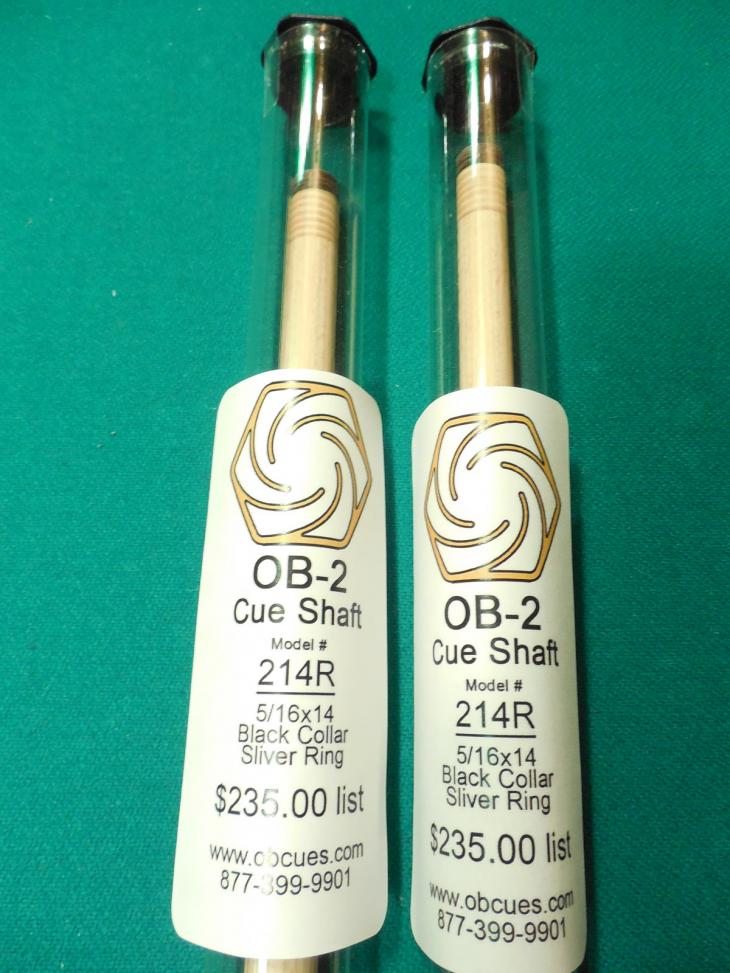 OB-2
Cue Shaft
Model #
214R
5/16x14
Black Collar
Sliver Ring
$235.00 list
www.obcues.com
877-399-9901
OB-2
Cue Shaft
Model #
214R
5/16x14
Black Collar
Sliver Ring
$235.00 list
www.obcues.com
877-399-9901